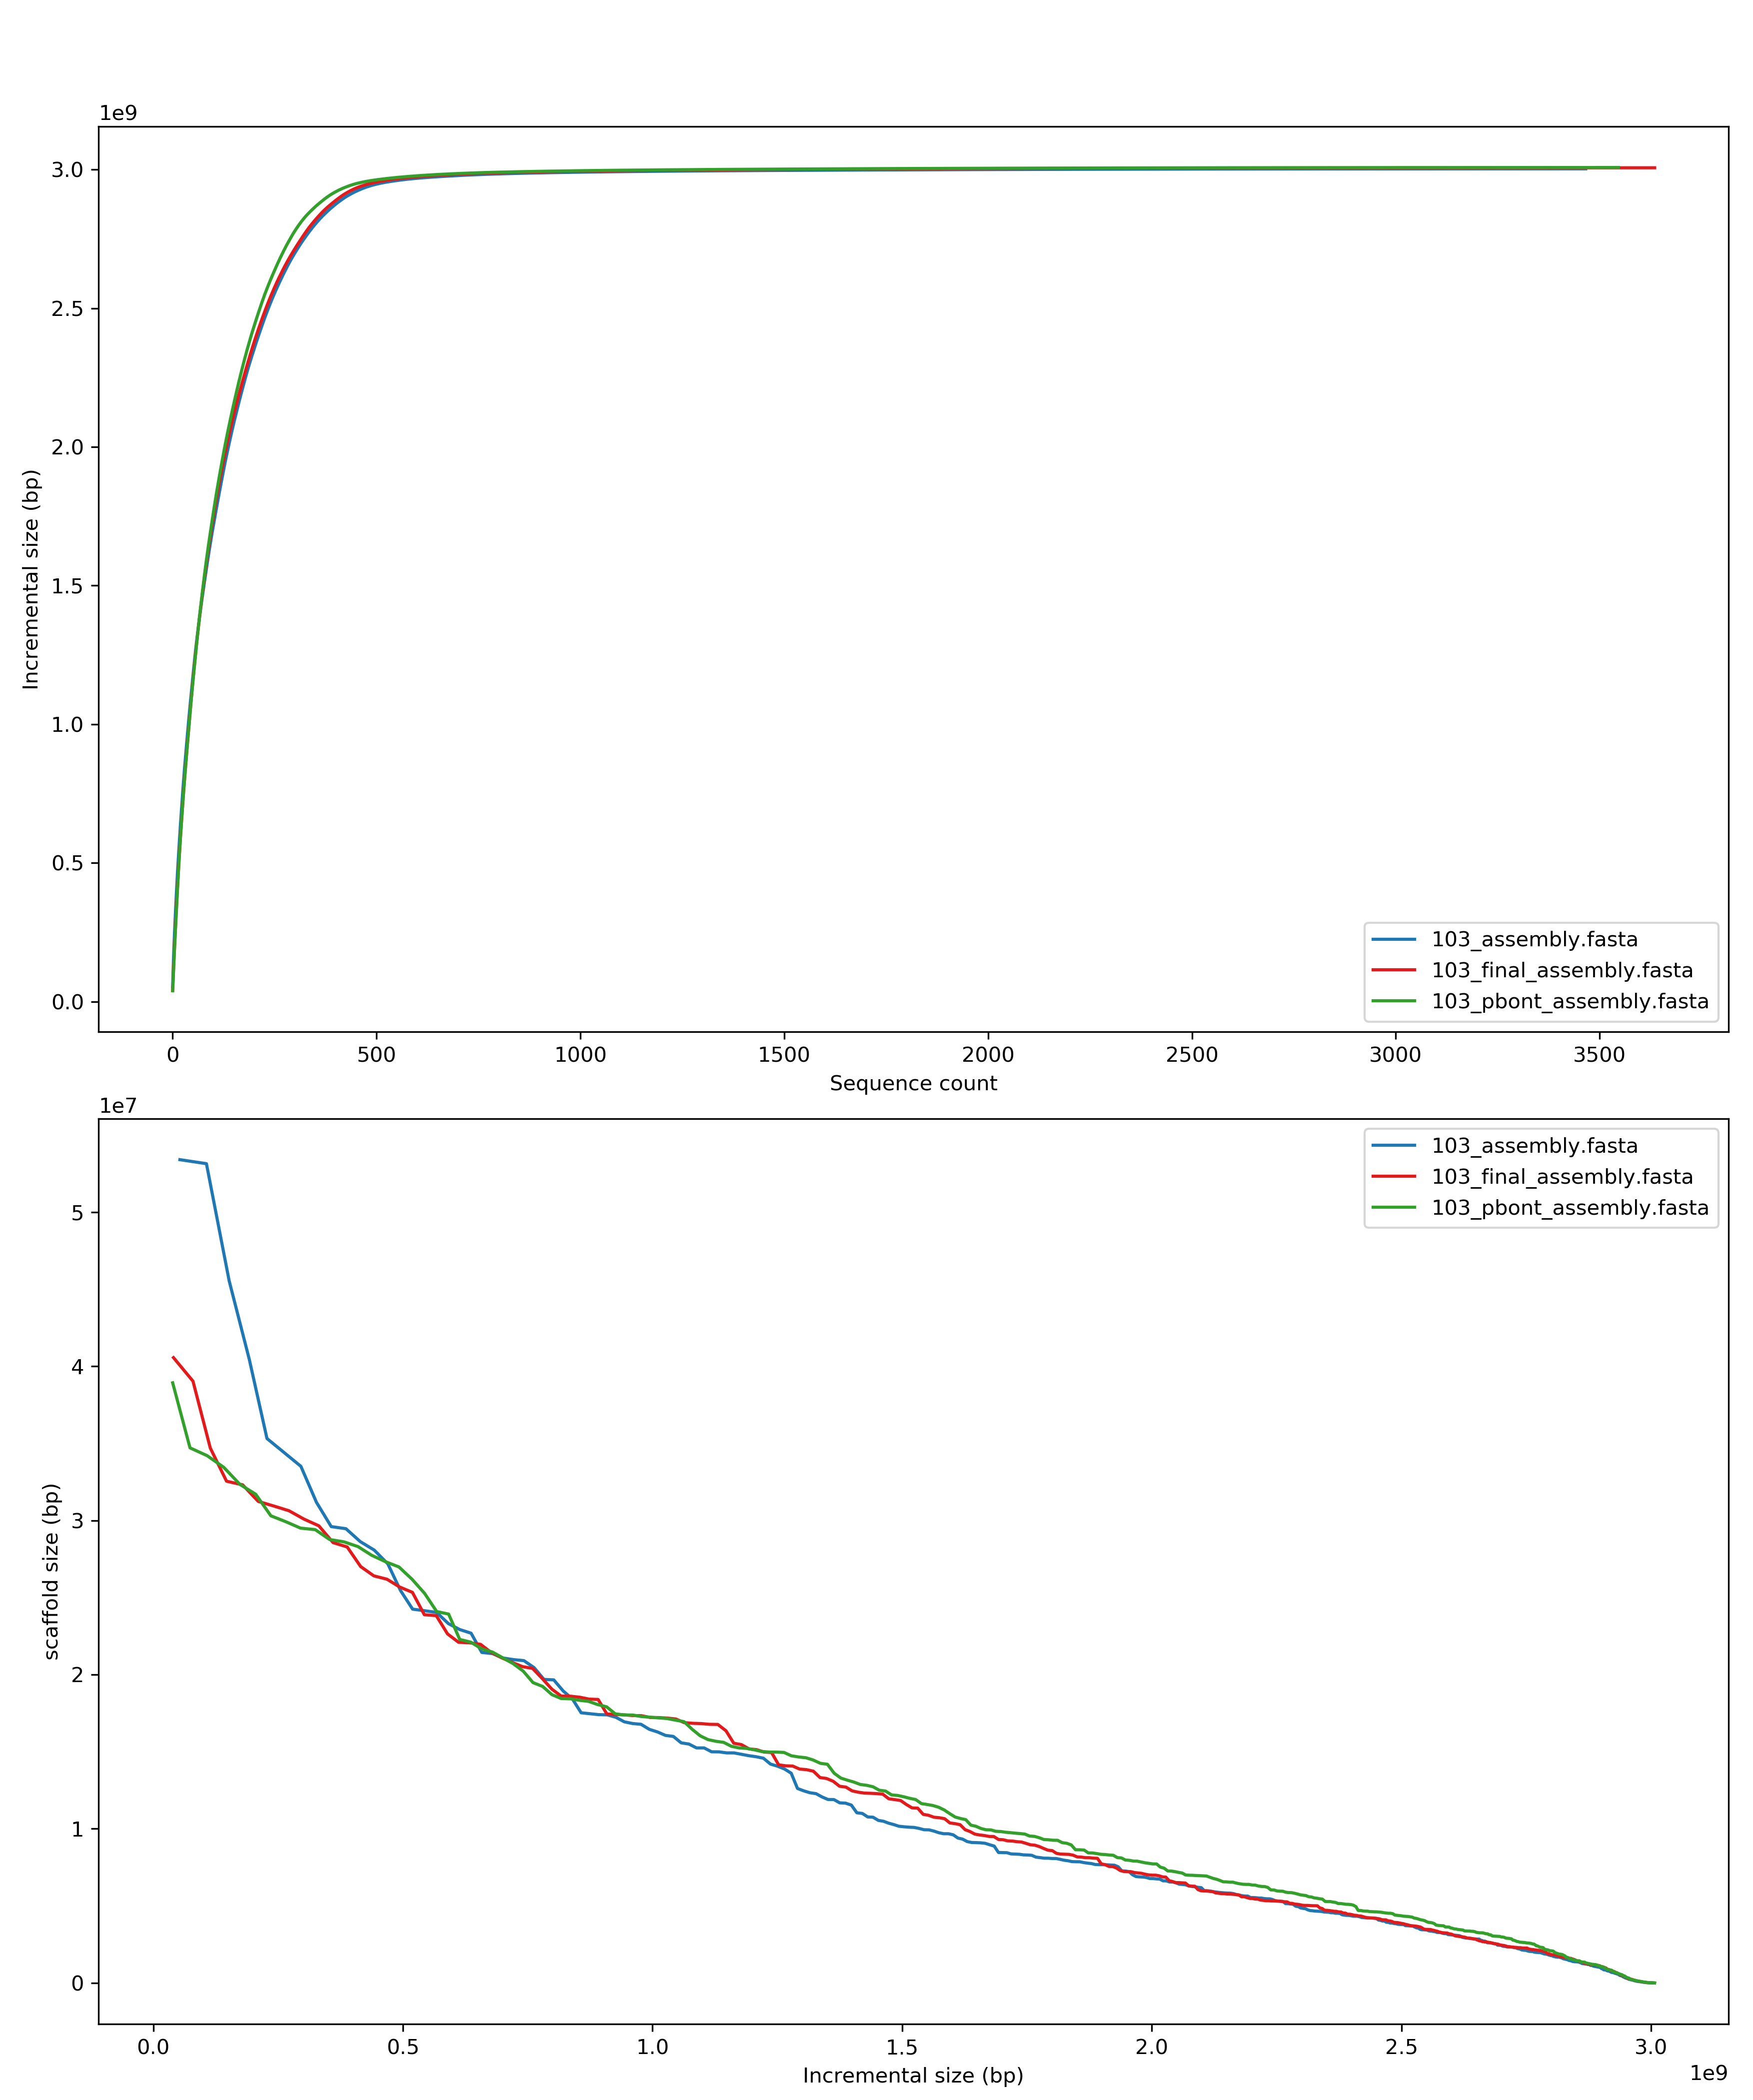 1e9
3.0
2.5
2.0
1.5
1.0
0.5
0.0
Incremental size (bp)
103_assembly.fasta
103_final_assembly.fasta
103_pbont_assembly.fasta
0 500 1000 1500 2000 2500 3000 3500
Sequence count
1e7
103_assembly.fasta
103_final_assembly.fasta
103_pbont_assembly.fasta
5
4
3
2
1
0
scaffold size (bp)
0.0 0.5 1.0 1.5 2.0 2.5 3.0
Incremental size (bp)
1e9